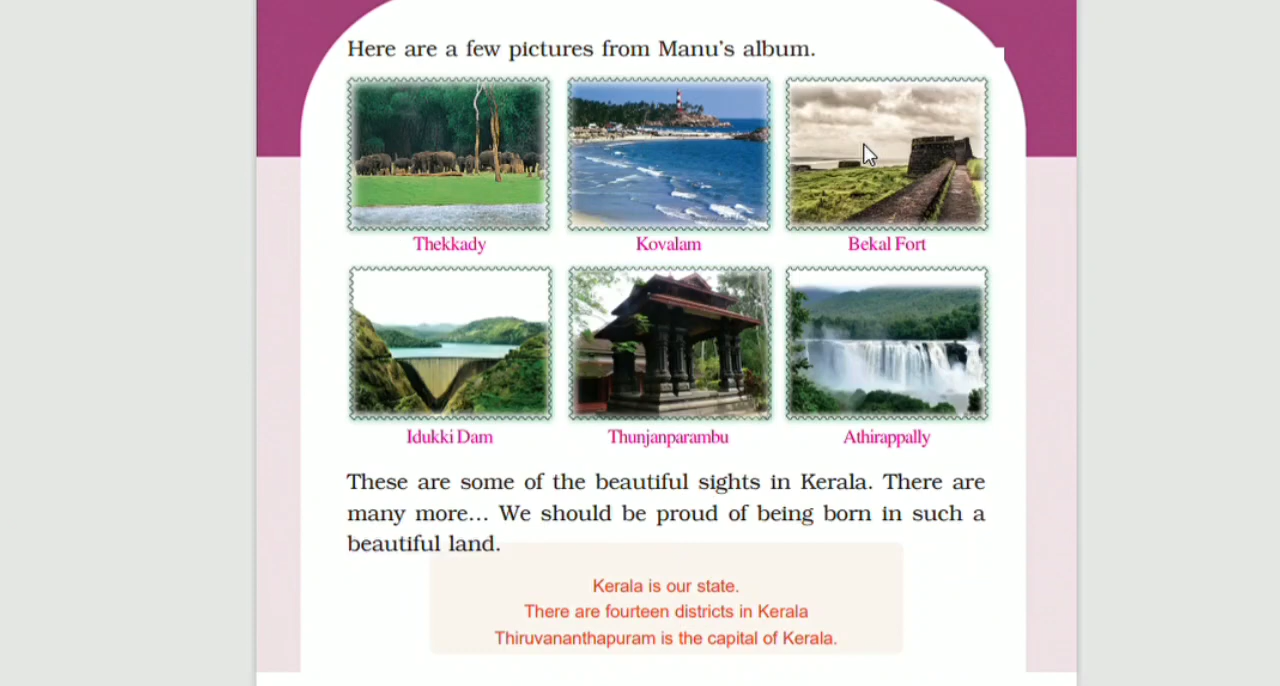 Here are a few pictures from Manu's album.
Thekkady
Kovalam
Bekal Fort
Idukki Dam
Thunjanparambu
Athirappally
These are some of the beautiful sights in Kerala. There are
many more... We should be proud of being born in such a
beautiful land.
Kerala is our state.
There are fourteen districts in Kerala
Thiruvananthapuram is the capital of Kerala.